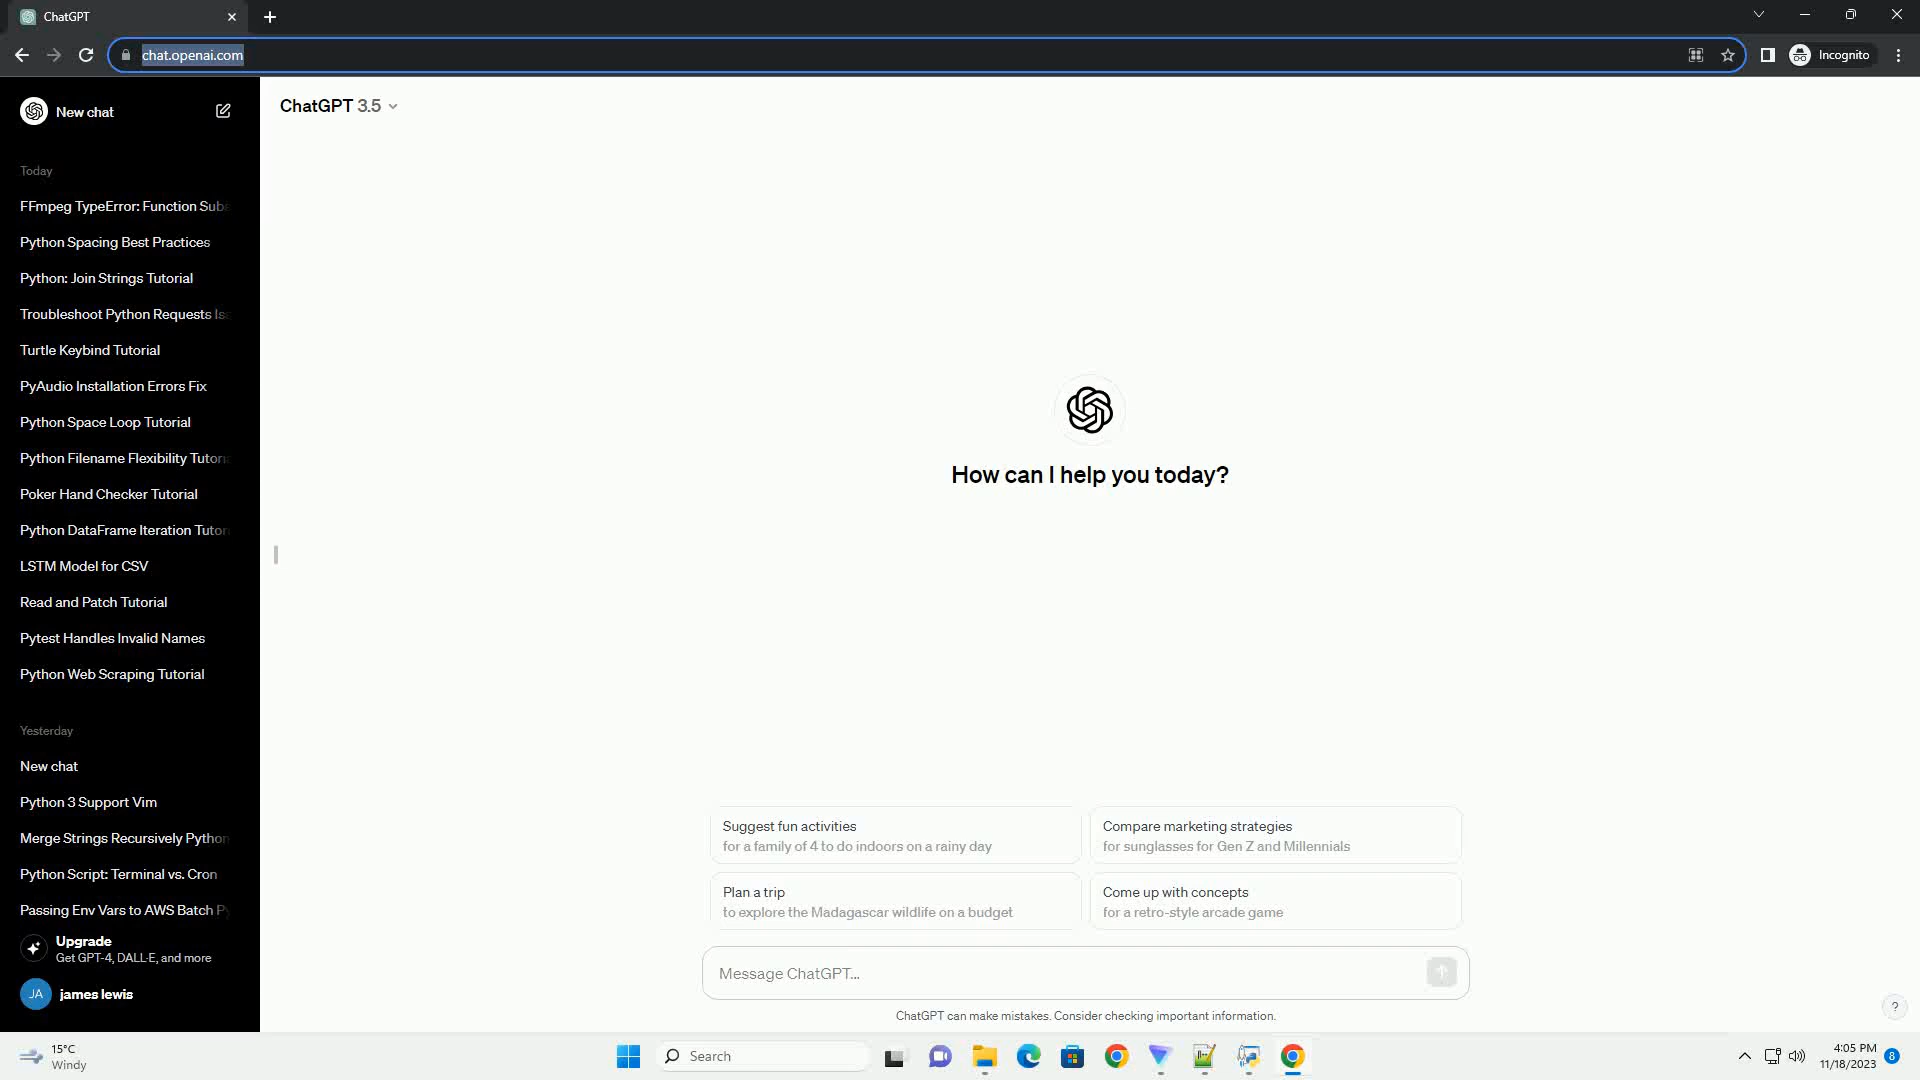 ChatGPT
chat.openai.com
Incognito
New chat
ChatGPT 3.5
Today
FFmpeg TypeError: Function Suba
Python Spacing Best Practices
Python: Join Strings Tutorial
Troubleshoot Python Requests Iss
Turtle Keybind Tutorial
PyAudio Installation Errors Fix
Python Space Loop Tutorial
Python Filename Flexibility Tutoria
Poker Hand Checker Tutorial
Python DataFrame Iteration Tutor
LSTM Model for CSV
Read and Patch Tutorial
Pytest Handles Invalid Names
Python Web Scraping Tutorial
Yesterday
New chat
Python 3 Support Vim
Merge Strings Recursively Python
Python Script: Terminal vs. Cron
Passing Env Vars to AWS Batch Py
Upgrade
Get GPT-4, DALL·E, and more
JA
james lewis
How can I help you today?
Suggest fun activities
for a family of 4 to do indoors on a rainy day
Compare marketing strategies
for sunglasses for Gen Z and Millennials
Plan a trip
to explore the Madagascar wildlife on a budget
Come up with concepts
for a retro-style arcade game
Message ChatGPT...
ChatGPT can make mistakes. Consider checking important information.
?
15°C
Windy
Search
4:05 PM
11/18/2023
8